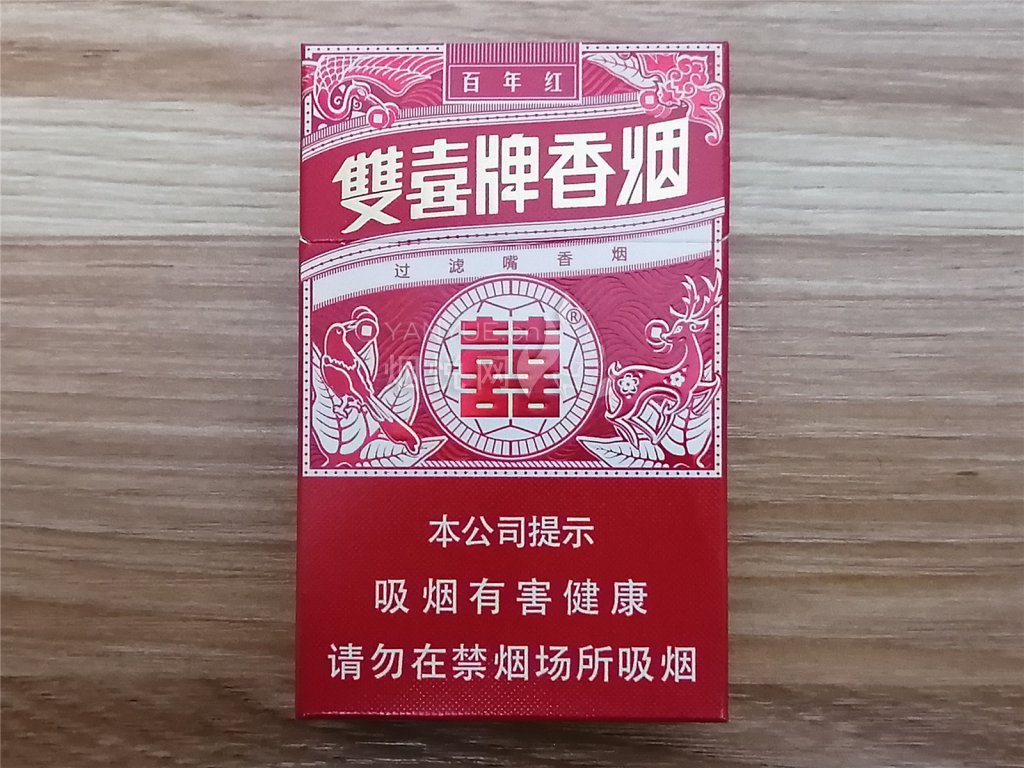 百年红
雙喜牌香烟
过滤嘴香烟
囍
®
本公司提示
吸烟有害健康
请勿在禁烟场所吸烟